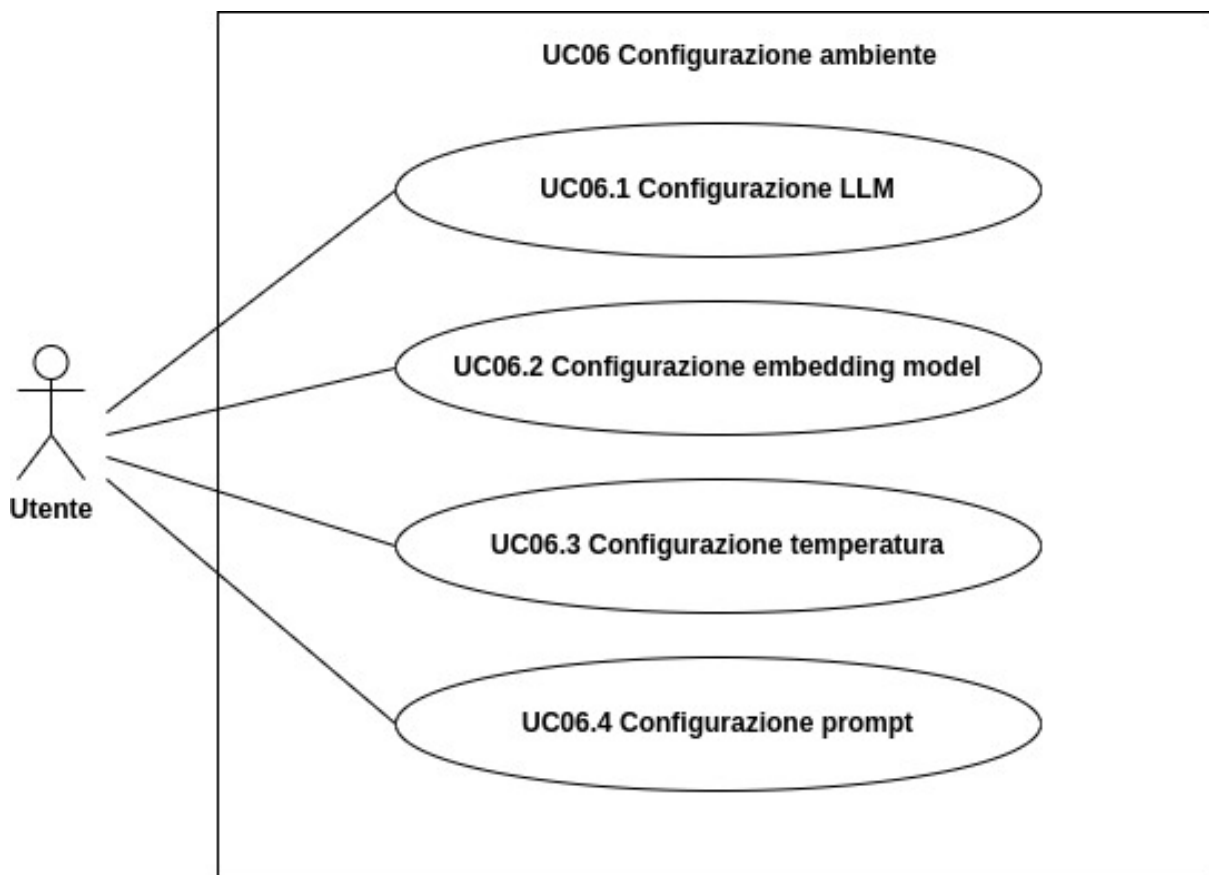 UC06 Configurazione ambiente
UC06.1 Configurazione LLM
UC06.2 Configurazione embedding model
UC06.3 Configurazione temperatura
Utente
UC06.4 Configurazione prompt